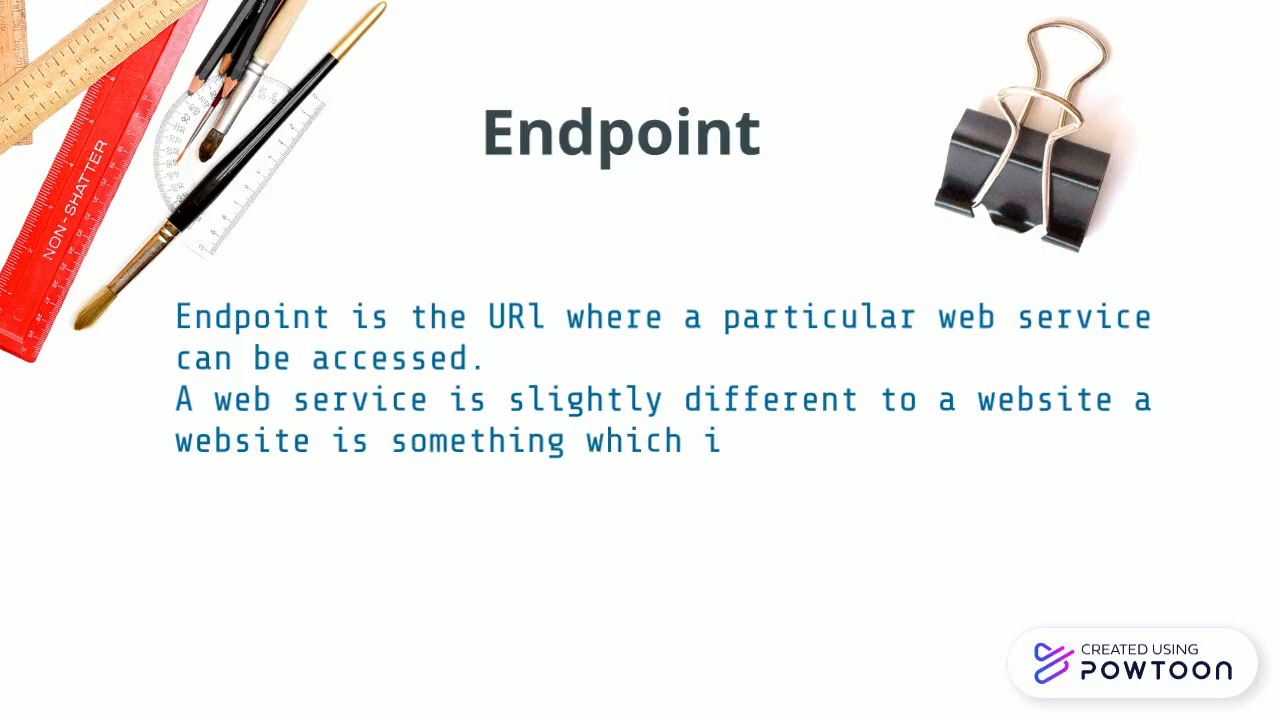 Endpoint
NON-SHATTER
Endpoint is the URl where a particular web service
can be accessed.
A web service is slightly different to a website a
website is something which i
CREATED USING
POWTOON